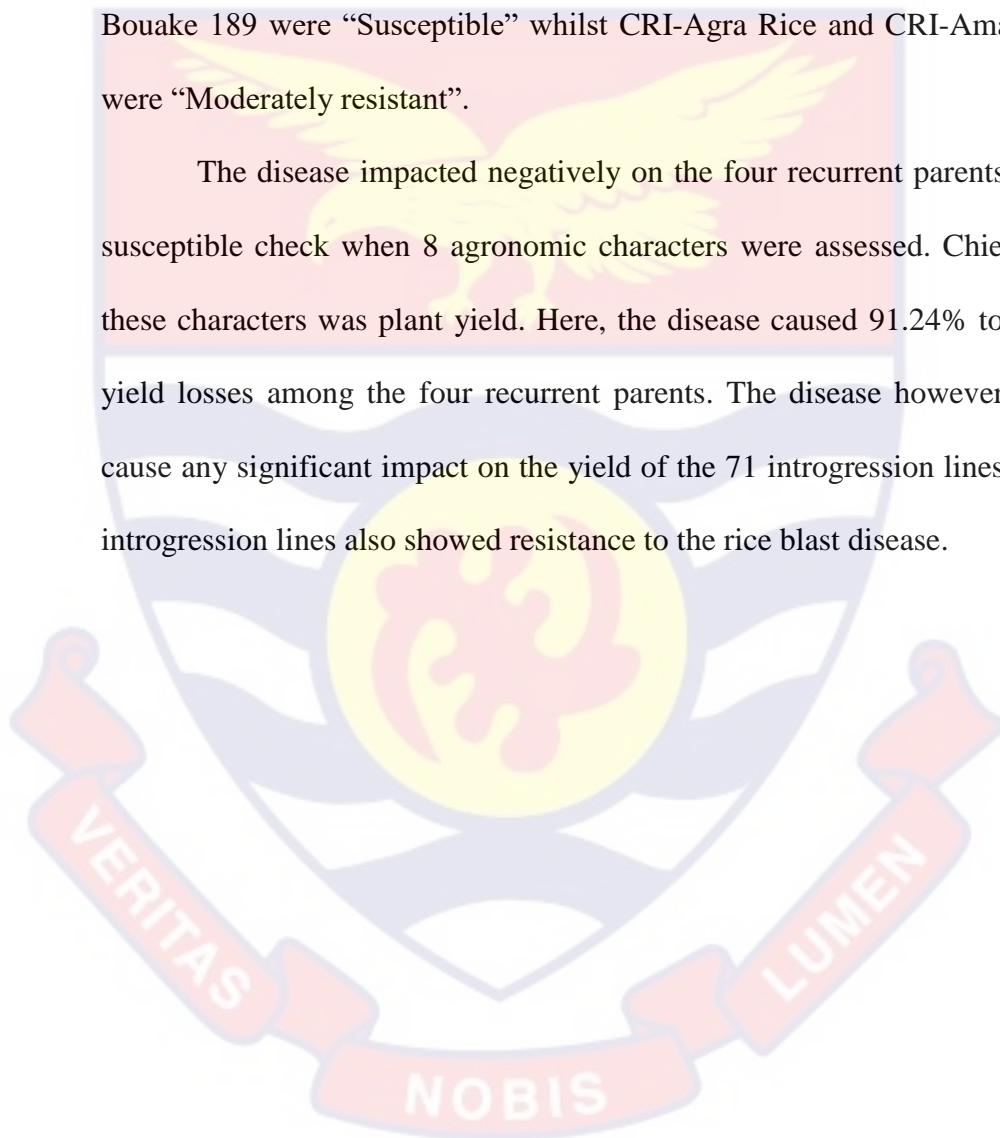 Bouake 189 were “Susceptible” whilst CRI-Agra Rice and CRI-Ama
were “Moderately resistant”.
The disease impacted negatively on the four recurrent parents
susceptible check when 8 agronomic characters were assessed. Chie
these characters was plant yield. Here, the disease caused 91.24% to
yield losses among the four recurrent parents. The disease however
cause any significant impact on the yield of the 71 introgression lines
introgression lines also showed resistance to the rice blast disease.
VERITAS
NOBIS
LUMEN